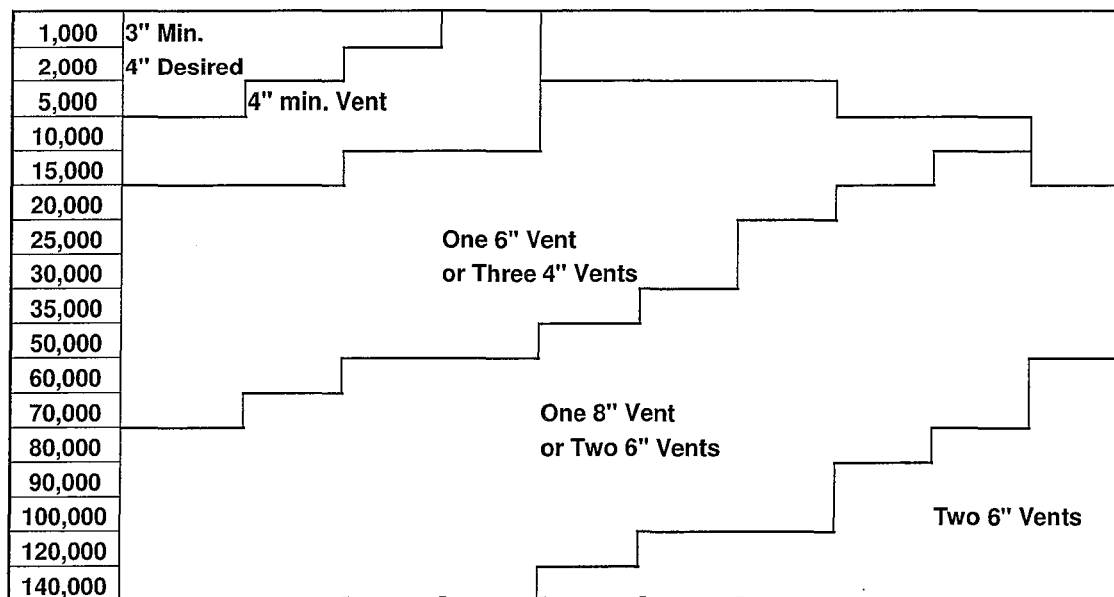 1,000 3" Min.
2,000 4" Desired
5,000 4" min. Vent
10,000
15,000
20,000
25,000 One 6" Vent
30,000 or Three 4" Vents
35,000
50,000
60,000
70,000 One 8" Vent
80,000 or Two 6" Vents
90,000
100,000 Two 6" Vents
120,000
140,000